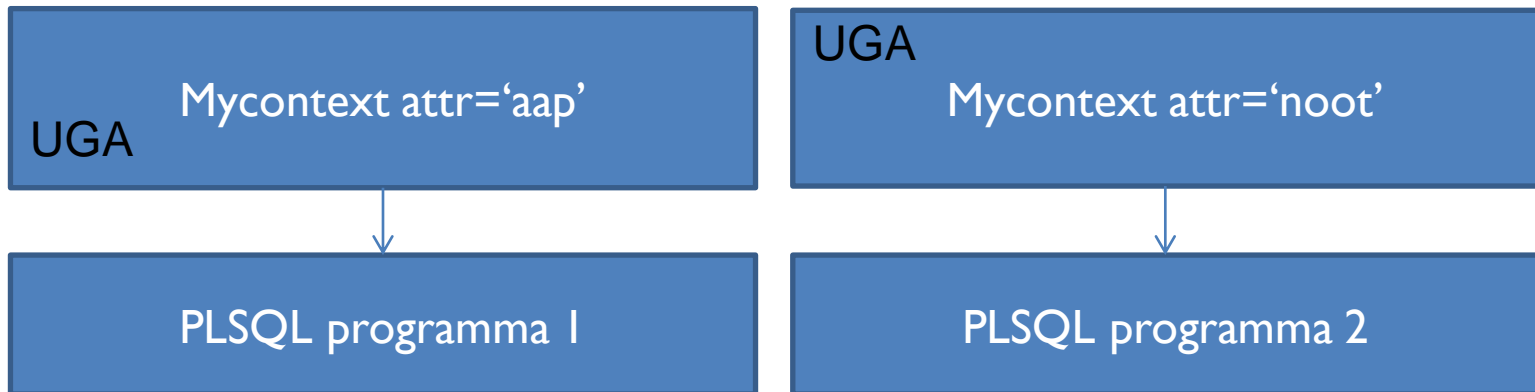 Mycontext attr=‘aap’
UGA
PLSQL programma 1
UGA
Mycontext attr=‘noot’
PLSQL programma 2